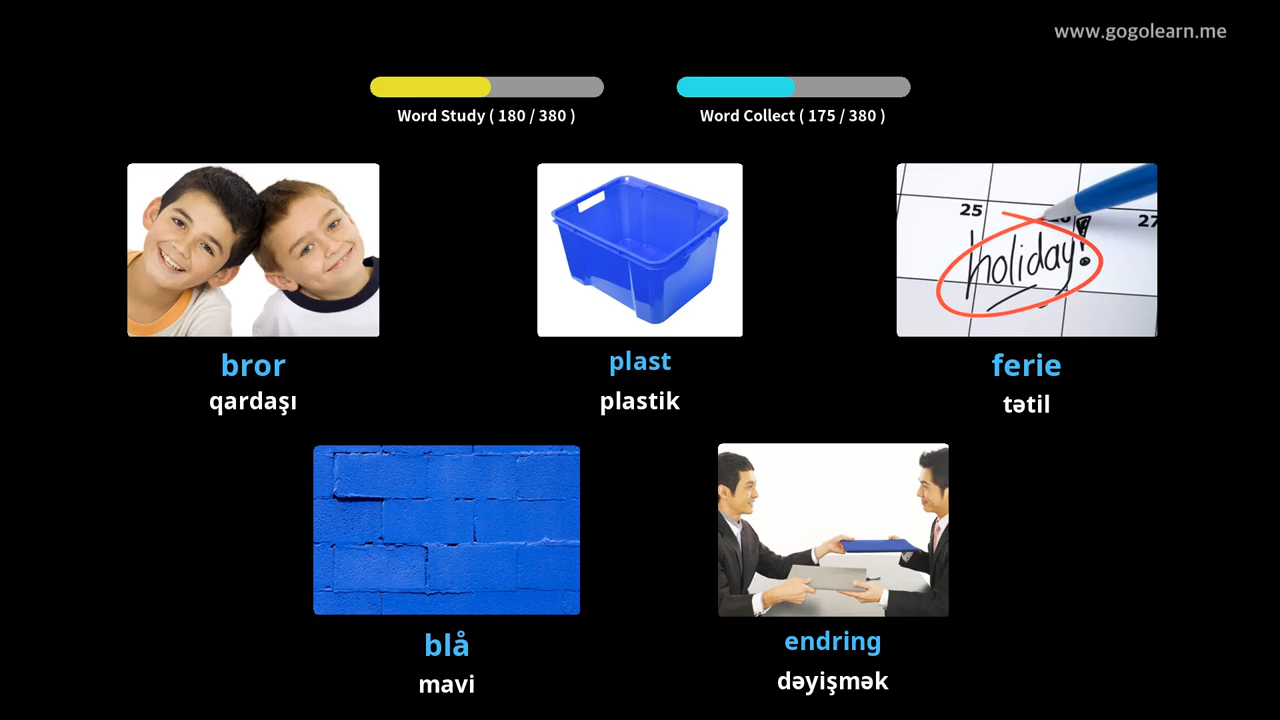 www.gogolearn.me
Word Study ( 180 / 380 )
Word Collect ( 175 / 380 )
25
27
holiday!
bror
plast
ferie
qardaşı
plastik
tətil
blå
endring
mavi
dəyişmək